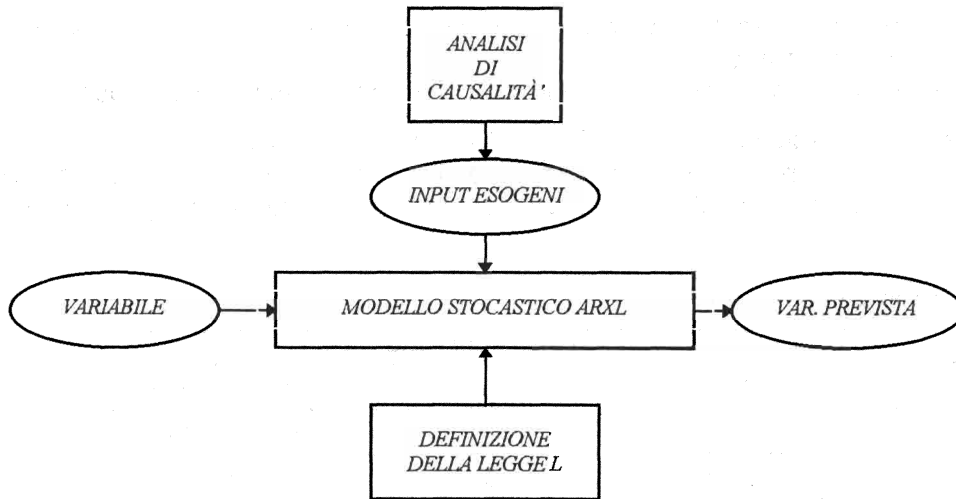 ANALISI
DI
CAUSALITÀ'
INPUT ESOGENI
VARIABILE
MODELLO STOCASTICO ARXL
VAR. PREVISTA
DEFINIZIONE
DELLA LEGGE L